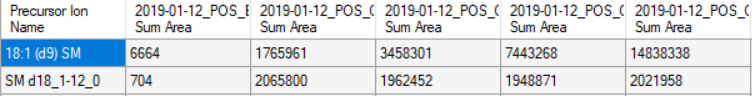 Precursor Ion Name 2019-01-12_POS_ Sum Area 2019-01-12_POS_ Sum Area 2019-01-12_POS_ Sum Area 2019-01-12_POS_ Sum Area 2019-01-12_POS_ Sum Area
18:1 (d9) SM 6664 1765961 3458301 7443268 14838338
SM d18_1-12_0 704 2065800 1962452 1948871 2021958